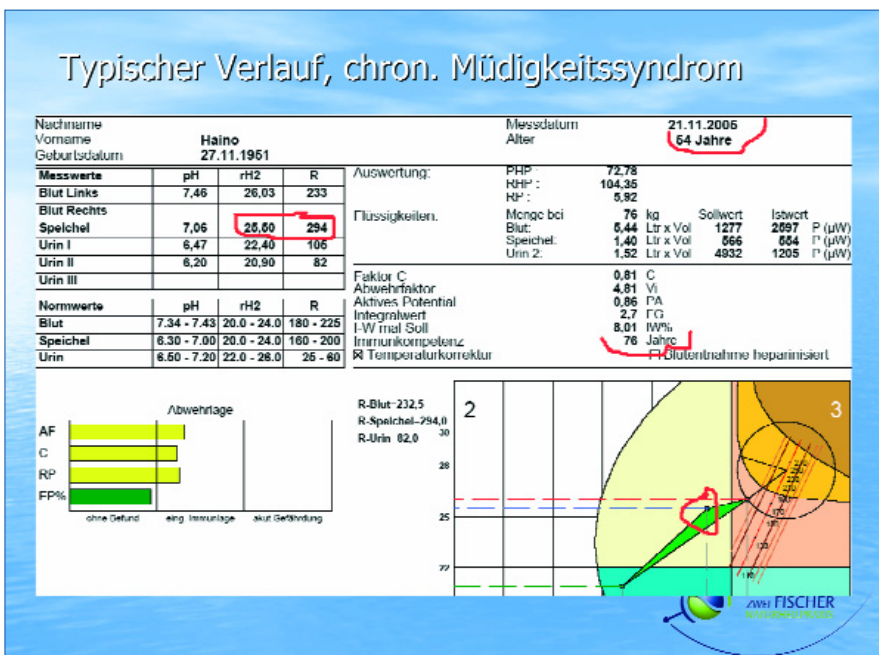 Typischer Verlauf, chron. Müdigkeitssyndrom
Nachname
Vorname Haino
Geburtsdatum 27.11.1951
Messdatum 21.11.2005
Alter 54 Jahre
Messwerte pH rH2 R
Blut Links 7,46 26,03 233
Blut Rechts
Speichel 7,06 25,50 294
Urin I 6,47 22,40 105
Urin II 6,20 20,90 82
Urin III
Normwerte pH rH2 R
Blut 7.34 - 7.43 20.0 - 24.0 180 - 225
Speichel 6.30 - 7.00 20.0 - 24.0 160 - 200
Urin 6.50 - 7.20 22.0 - 26.0 25 - 60
Auswertung: PHP : 72,78
RHP : 104,35
RP : 5,92
Flüssigkeiten: Menge bei 76 kg Sollwert Istwert
Blut: 5,44 Ltr x Vol 1277 2597 P (µW)
Speichel: 1,40 Ltr x Vol 566 554 P (µW)
Urin 2: 1,52 Ltr x Vol 4932 1205 P (µW)
Faktor C 0,81 C
Abwehrfaktor 4,81 Vi
Aktives Potential 0,86 PA
Integralwert 2,7 EG
I-W mal Soll 8,01 IW%
Immunkompetenz 76 Jahre
Temperaturkorrektur Blutentnahme heparinisiert
Abwehrlage
AF
C
RP
FP%
ohne Befund eing Immunlage akut Gefährdung
R-Blut=232,5
R-Speichel=294,0
R-Urin 82,0
2 3
30
28
25
22
ZWEI FISCHER